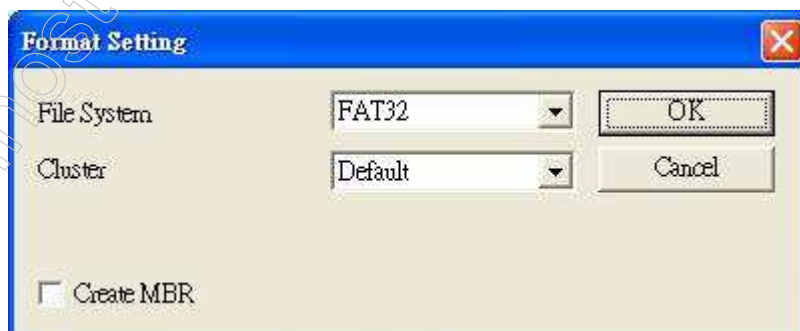 Format Setting
File System FAT32 OK
Cluster Default Cancel
Create MBR